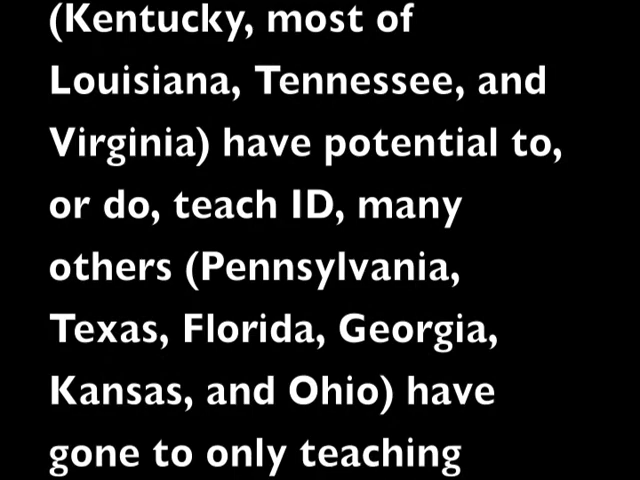 (Kentucky, most of
Louisiana, Tennessee, and
Virginia) have potential to,
or do, teach ID, many
others (Pennsylvania,
Texas, Florida, Georgia,
Kansas, and Ohio) have
gone to only teaching